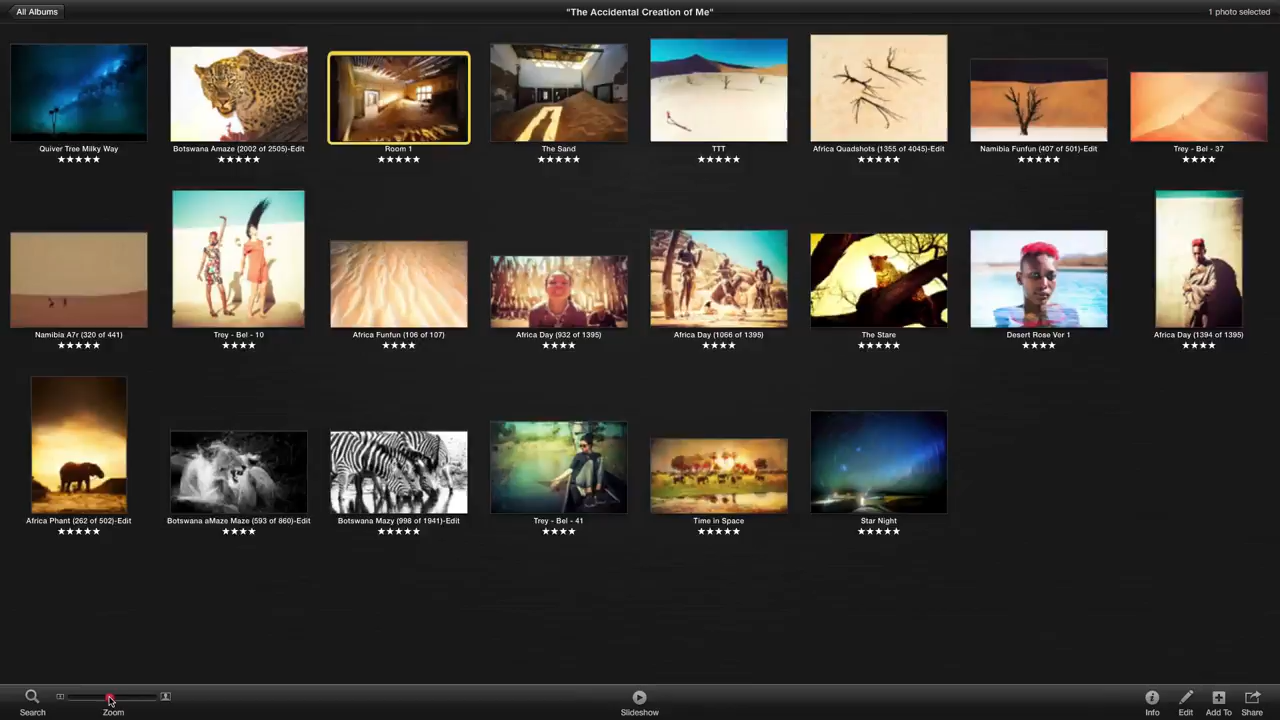 All Albums
"The Accidental Creation of Me"
1 photo selected
Quiver Tree Milky Way
★★★★★
Botswana Amaze (2002 of 2505)-Edit
★★★★★
Room 1
★★★★★
The Sand
★★★★★
TTT
★★★★★
Africa Quadshots (1355 of 4045)-Edit
★★★★★
Namibia Funfun (407 of 501)-Edit
★★★★★
Trey - Bel - 37
★★★★
Namibia A7r (320 of 441)
★★★★★
Trey - Bel - 10
★★★★
Africa Funfun (106 of 107)
★★★★
Africa Day (932 of 1395)
★★★★
Africa Day (1066 of 1395)
★★★★
The Stare
★★★★★
Desert Rose Ver 1
★★★★
Africa Day (1394 of 1395)
★★★★
Africa Phant (262 of 502)-Edit
★★★★★
Botswana aMaze Maze (593 of 860)-Edit
★★★★
Botswana Mazy (998 of 1941)-Edit
★★★★★
Trey - Bel - 41
★★★★
Time in Space
★★★★★
Star Night
★★★★★
Search
Zoom
Slideshow
Info
Edit
Add To
Share